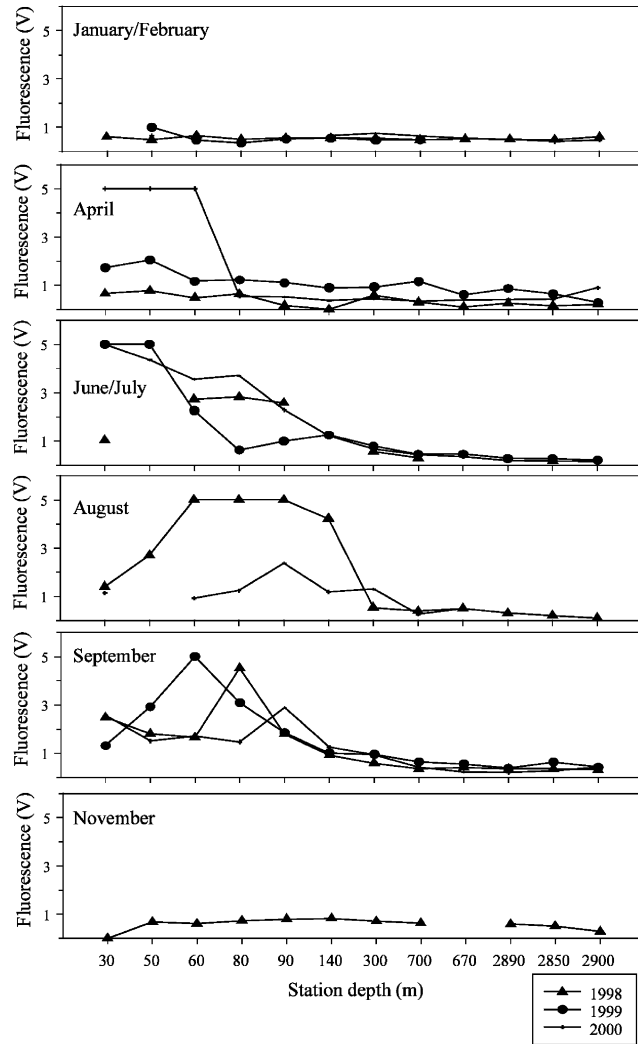 Fluorescence (V)
5
3
1
January/February
Fluorescence (V)
5
3
1
April
Fluorescence (V)
5
3
1
June/July
Fluorescence (V)
5
3
1
August
Fluorescence (V)
5
3
1
September
Fluorescence (V)
5
3
1
November
30 50 60 80 90 140 300 700 670 2890 2850 2900
Station depth (m)
1998
1999
2000